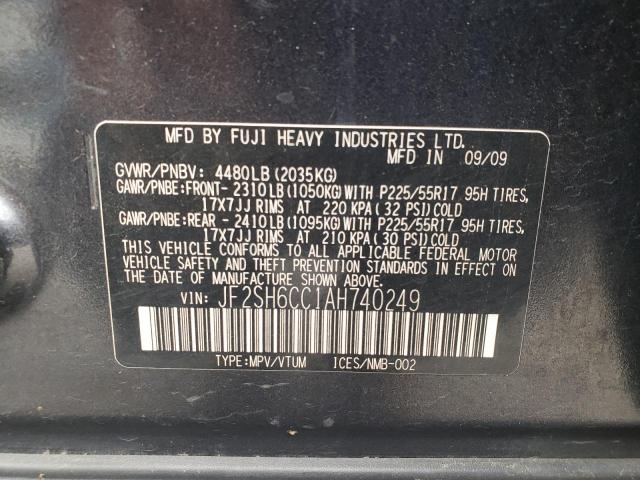 MFD BY FUJI HEAVY INDUSTRIES LTD.
MFD IN 09/09
GVWR/PNBV: 4480LB(2035KG)
GAWR/PNBE:FRONT- 2310LB(1050KG)WITH P225/55R17 95H TIRES,
17X7JJ RIMS AT 220 KPA( 32 PSI)COLD
GAWR/PNBE:REAR - 2410LB(1095KG)WITH P225/55R17 95H TIRES,
17X7JJ RIMS AT 210 KPA( 30 PSI)COLD
THIS VEHICLE CONFORMS TO ALL APPLICABLE FEDERAL MOTOR
VEHICLE SAFETY AND THEFT PREVENTION STANDARDS IN EFFECT ON
THE DATE OF MANUFACTURE SHOWN ABOVE.
VIN: JF2SH6CC1AH740249
TYPE:MPV/VTUM ICES/NMB-002